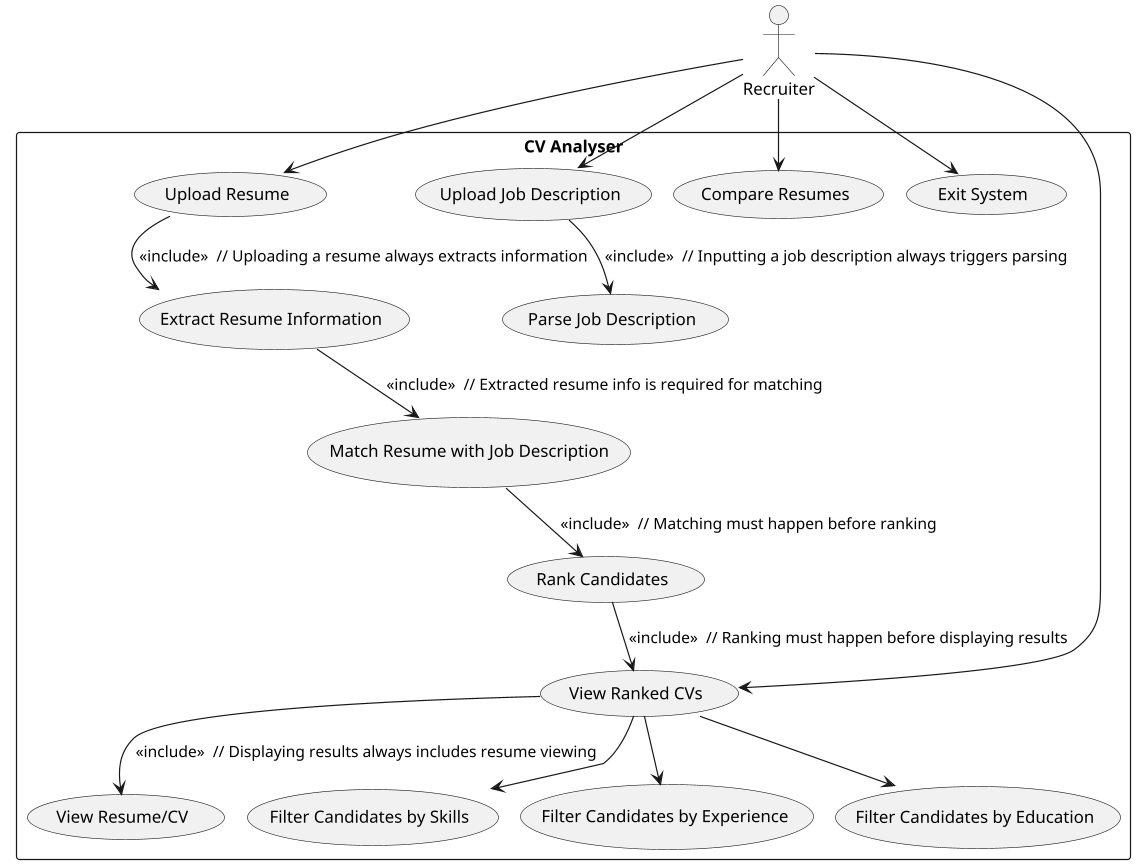 Recruiter
CV Analyser
Upload Resume
Upload Job Description
Compare Resumes
Exit System
«include»  // Uploading a resume always extracts information
«include»  // Inputting a job description always triggers parsing
Extract Resume Information
Parse Job Description
«include»  // Extracted resume info is required for matching
Match Resume with Job Description
«include»  // Matching must happen before ranking
Rank Candidates
«include»  // Ranking must happen before displaying results
View Ranked CVs
«include»  // Displaying results always includes resume viewing
View Resume/CV
Filter Candidates by Skills
Filter Candidates by Experience
Filter Candidates by Education